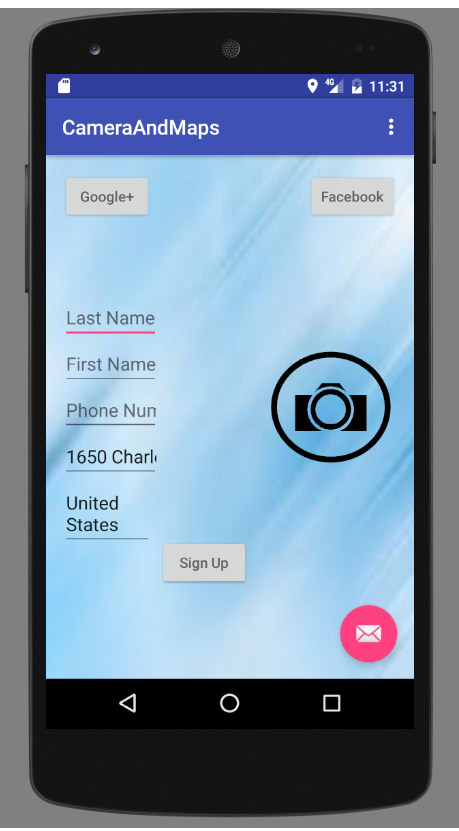 4G 11:31
CameraAndMaps
Google+
Facebook
Last Name
First Name
Phone Num
1650 Charl
United
States
Sign Up